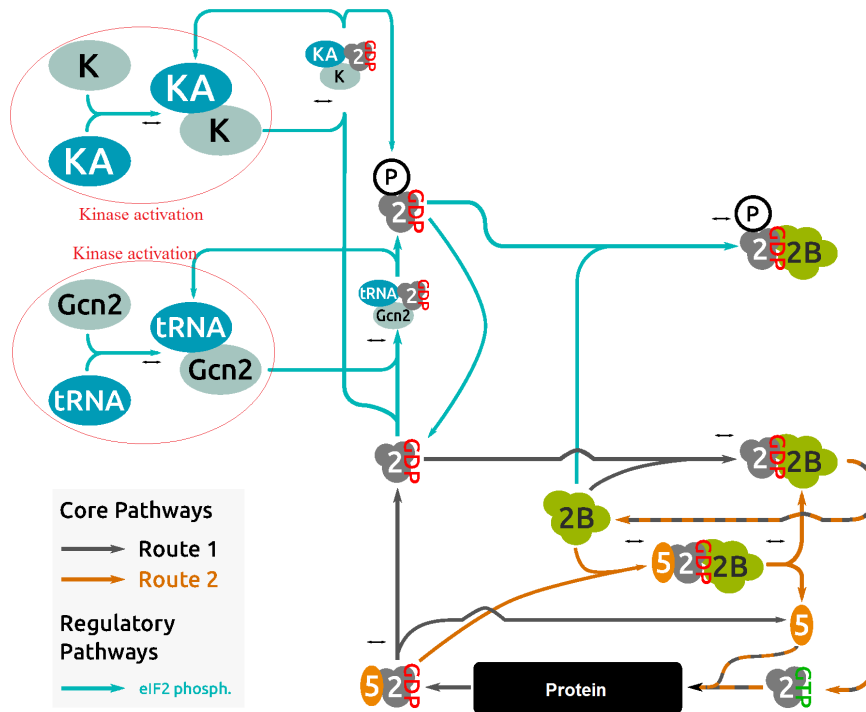 K
KA
KA
K
KA
2
GDP
K
Kinase activation
P
2
GDP
P
2
GDP
2B
Kinase activation
Gcn2
tRNA
tRNA
Gcn2
tRNA
2
GDP
Gcn2
2
GDP
2
GDP
2B
2B
5
2
GDP
2B
Core Pathways
Route 1
Route 2
Regulatory
Pathways
eIF2 phosph.
5
5
2
GDP
Protein
2
GTP